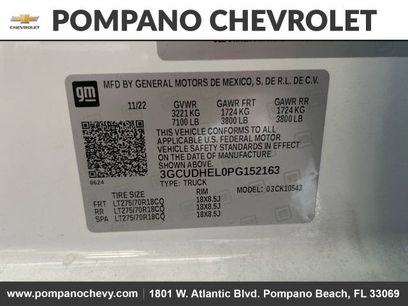 CHEVROLET
POMPANO CHEVROLET
gm
MFD BY GENERAL MOTORS DE MEXICO, S. DE R.L. DE C.V.
11/22 GVWR GAWR FRT GAWR RR
3221 KG 1724 KG 1724 KG
7100 LB 3800 LB 3800 LB
THIS VEHICLE CONFORMS TO ALL
APPLICABLE U.S. FEDERAL MOTOR
VEHICLE SAFETY STANDARDS IN
EFFECT ON THE DATE OF
MANUFACTURE SHOWN ABOVE.
3GCUDHEL0PG152163
8624 TYPE: TRUCK
MODEL: 03CK10543
TIRE SIZE RIM
FRT LT275/70R18CQ 18X8.5J
RR LT275/70R18CQ 18X8.5J
SPA LT275/70R18CQ 18X8.5J
www.pompanochevy.com | 1801 W. Atlantic Blvd. Pompano Beach, FL 33069